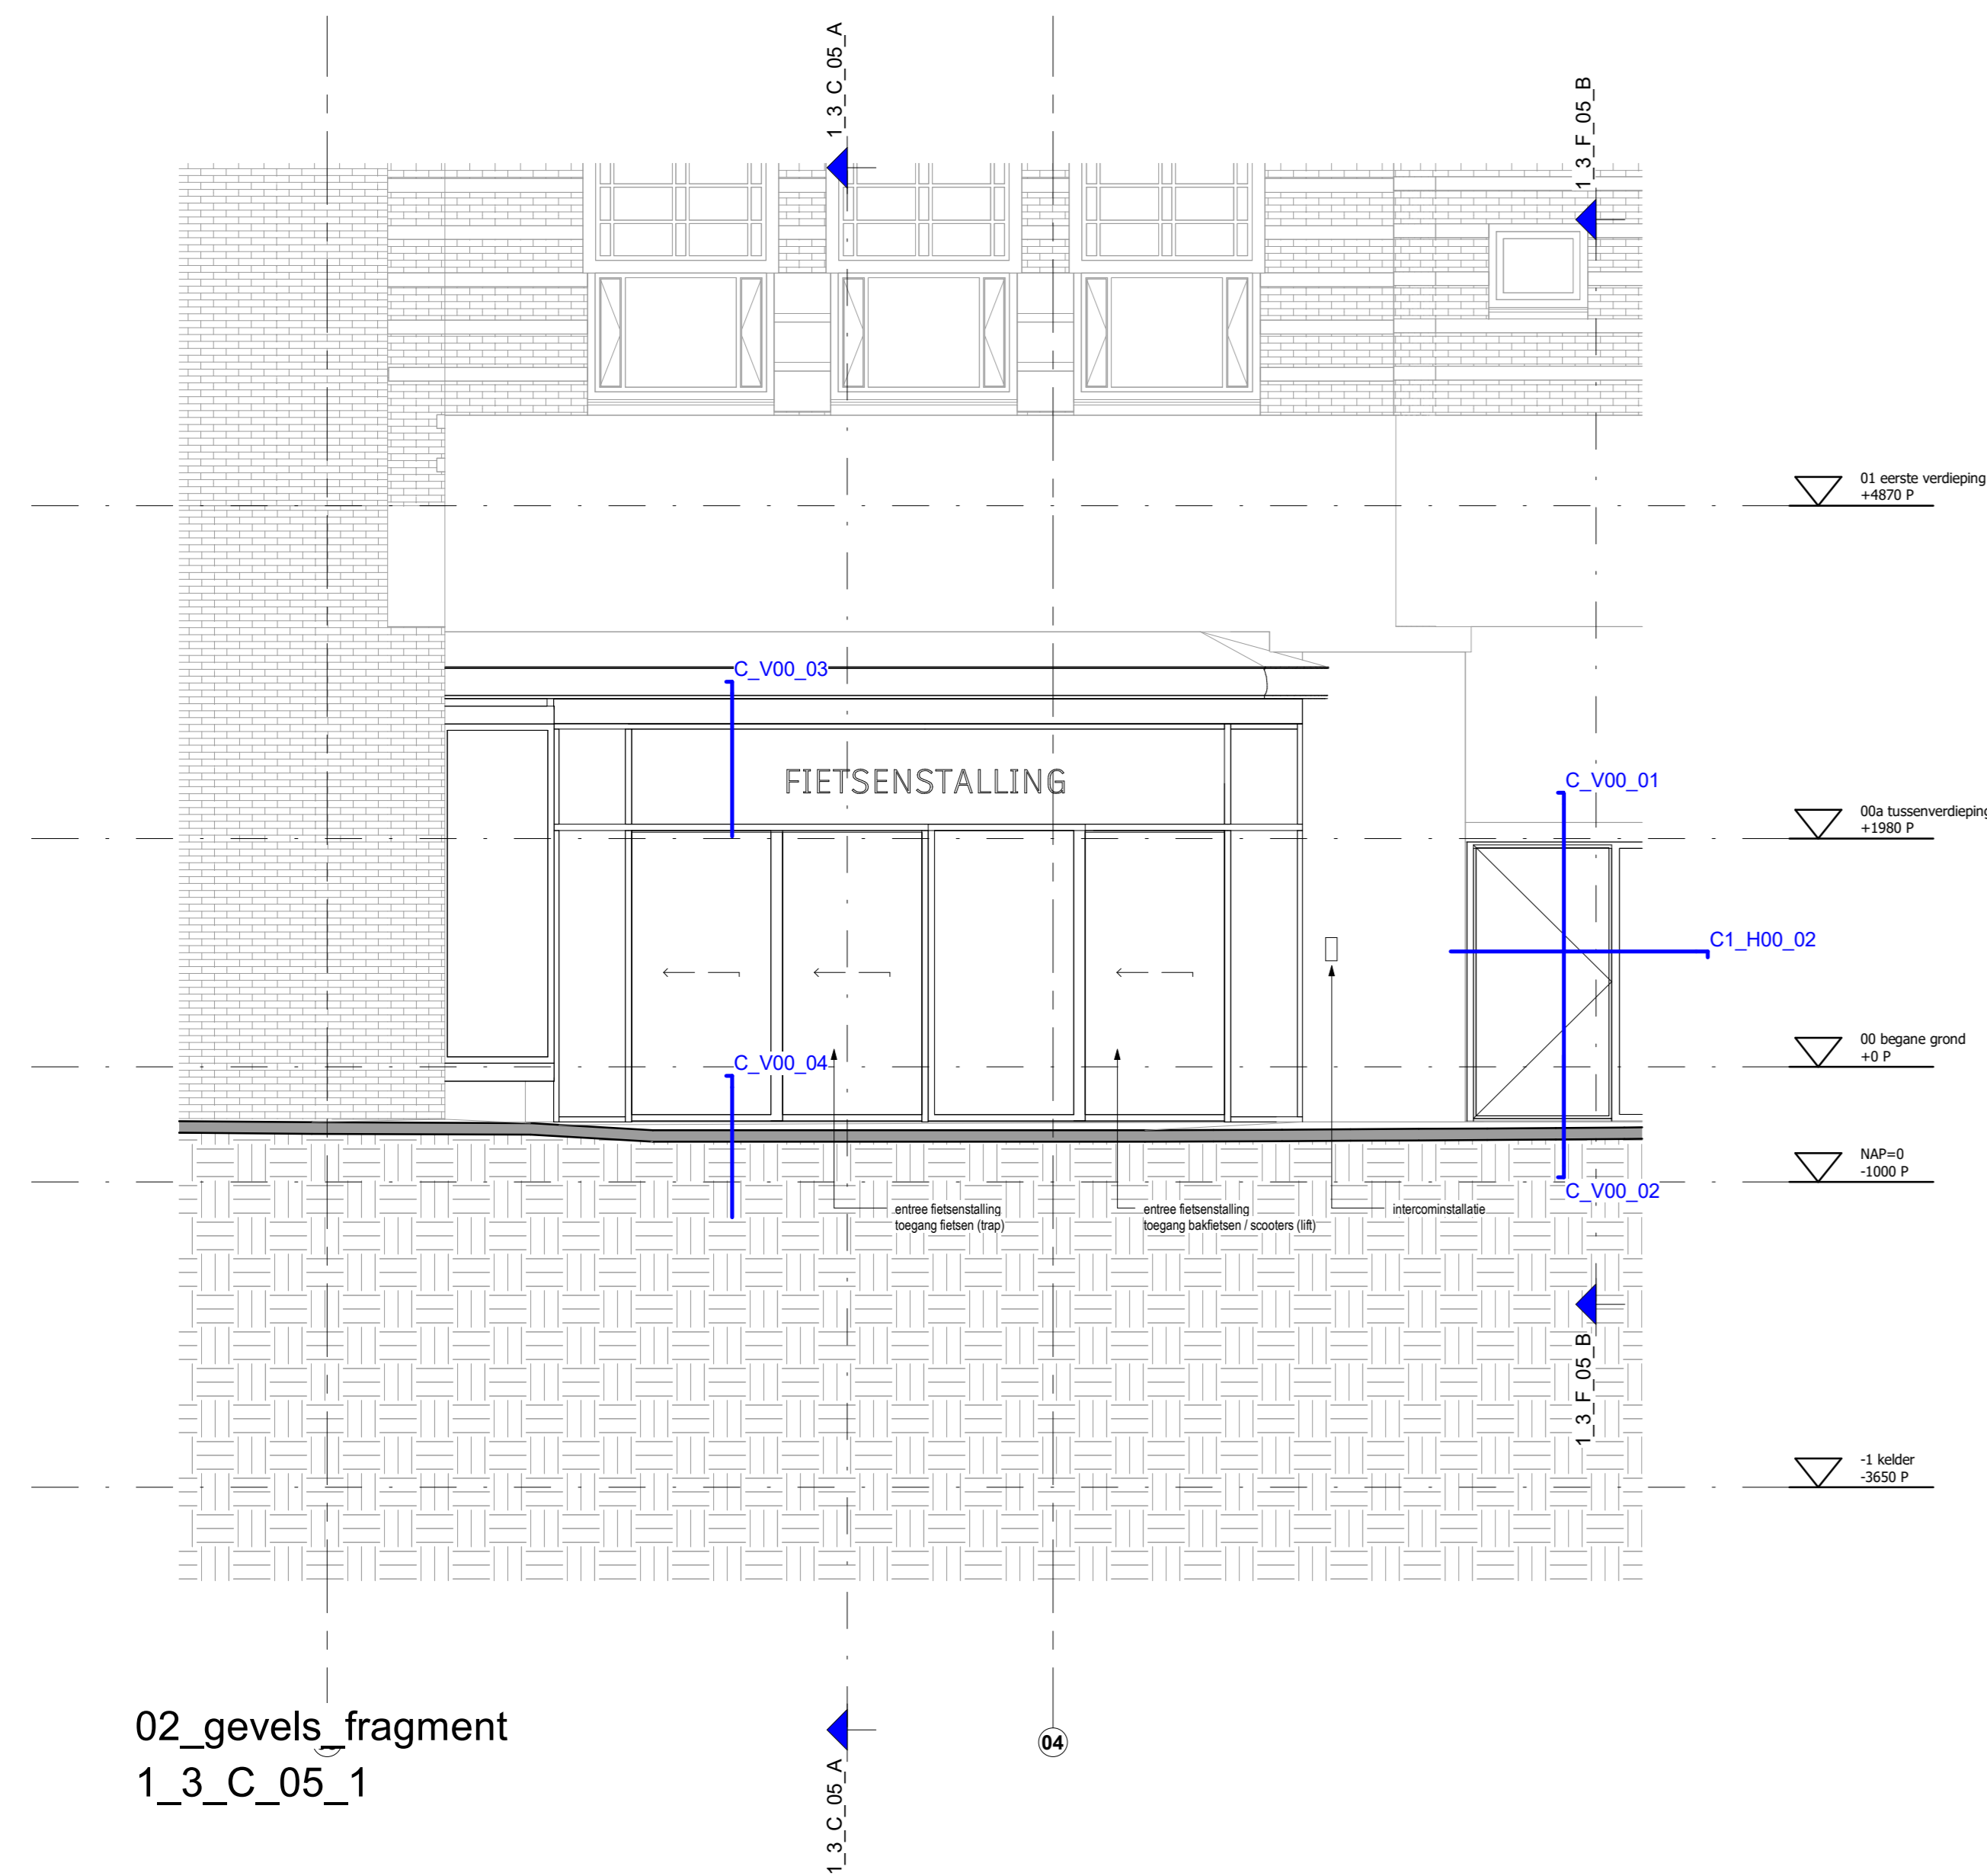 1_3_C_05_A
1_3_F_05_B
01 eerste verdieping
+4870 P
C_V00_03
FIETSENSTALLING
C_V00_01
00a tussenverdieping
+1980 P
C1_H00_02
00 begane grond
+0 P
C_V00_04
NAP=0
-1000 P
C_V00_02
entree fietsenstalling
toegang fietsen (trap)
entree fietsenstalling
toegang bakfietsen / scooters (lift)
intercominstallatie
1_3_F_05_B
-1 kelder
-3650 P
02_gevels_fragment
1_3_C_05_1
04
1_3_C_05_A